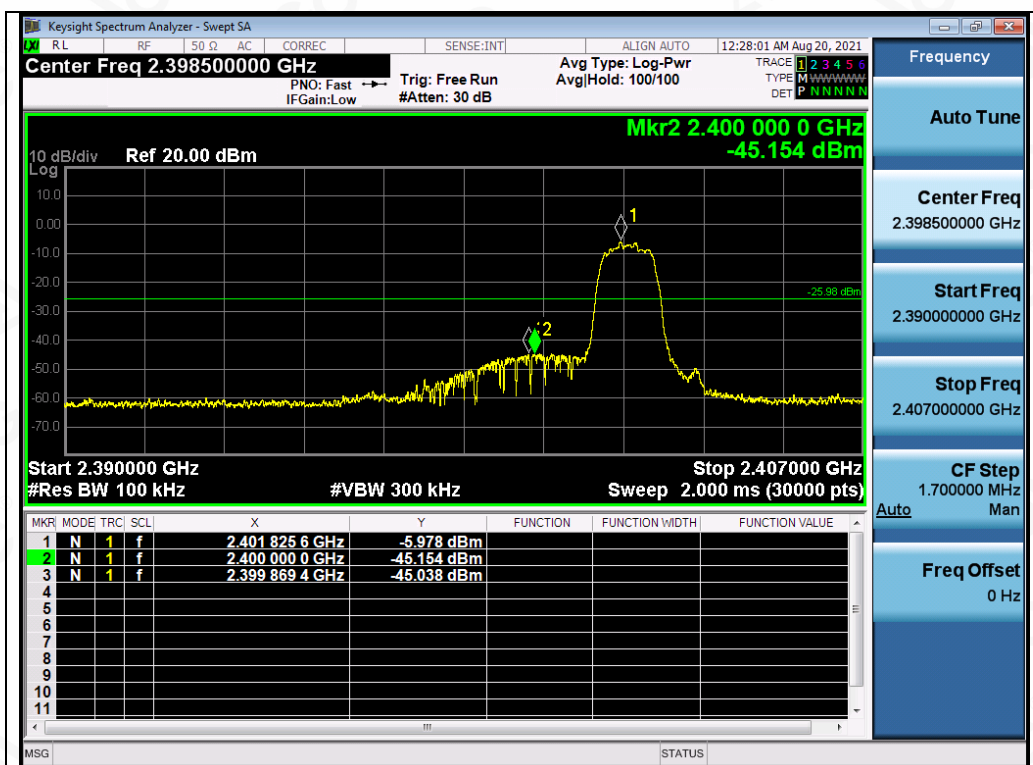 Keysight Spectrum Analyzer - Swept SA
LXI RL RF 50 Ω AC CORREC SENSE:INT ALIGN AUTO 12:28:01 AM Aug 20, 2021
Center Freq 2.398500000 GHz
PNO: Fast
IFGain:Low
Trig: Free Run
#Atten: 30 dB
Avg Type: Log-Pwr
Avg|Hold: 100/100
TRACE 1 2 3 4 5 6
TYPE M WWWWW
DET P N N N N N
Mkr2 2.400 000 0 GHz
-45.154 dBm
10 dB/div Ref 20.00 dBm
Log
10.0
0.00
-10.0
-20.0
-30.0
-40.0
-50.0
-60.0
-70.0
1
-25.98 dBm
2
Start 2.390000 GHz Stop 2.407000 GHz
#Res BW 100 kHz #VBW 300 kHz Sweep 2.000 ms (30000 pts)
MKR MODE TRC SCL X Y FUNCTION FUNCTION WIDTH FUNCTION VALUE
1 N 1 f 2.401 825 6 GHz -5.978 dBm
2 N 1 f 2.400 000 0 GHz -45.154 dBm
3 N 1 f 2.399 869 4 GHz -45.038 dBm
4
5
6
7
8
9
10
11
MSG STATUS
Frequency
Auto Tune
Center Freq
2.398500000 GHz
Start Freq
2.390000000 GHz
Stop Freq
2.407000000 GHz
CF Step
1.700000 MHz
Auto Man
Freq Offset
0 Hz